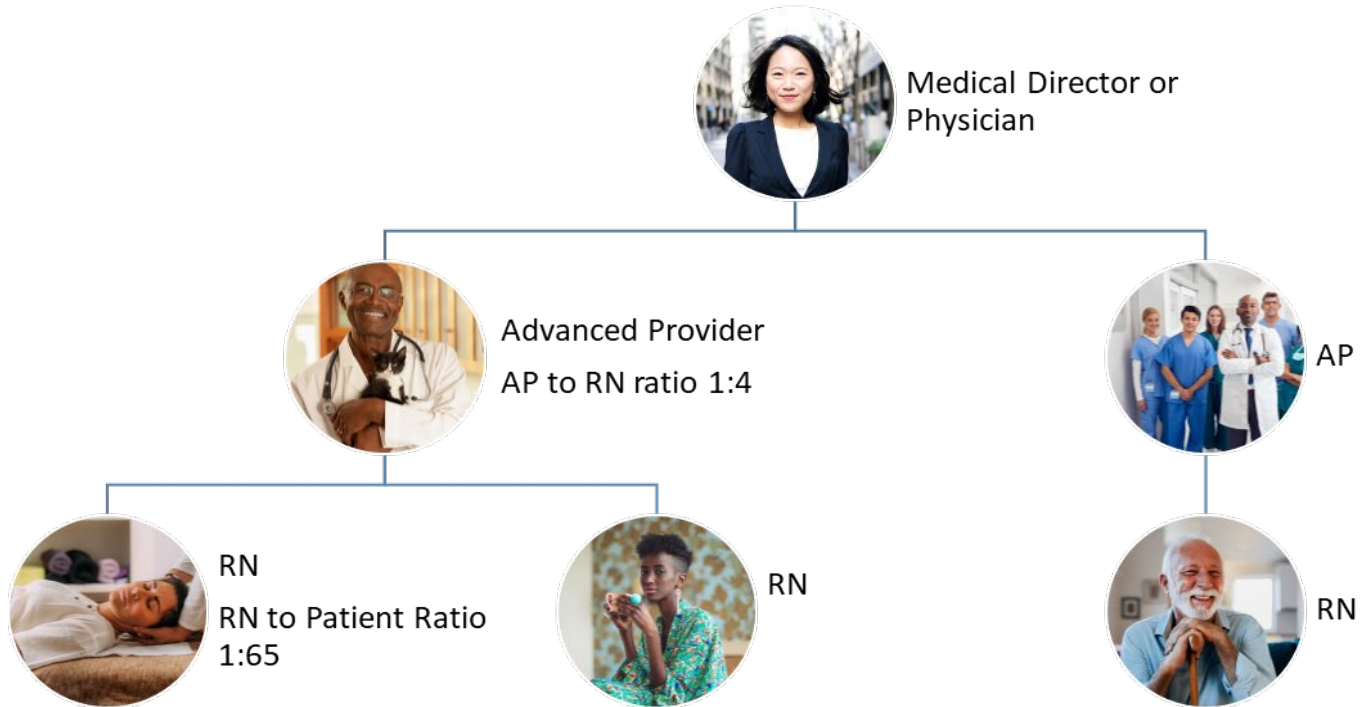 Medical Director or
Physician
Advanced Provider
AP to RN ratio 1:4
AP
RN
RN to Patient Ratio
1:65
RN
RN